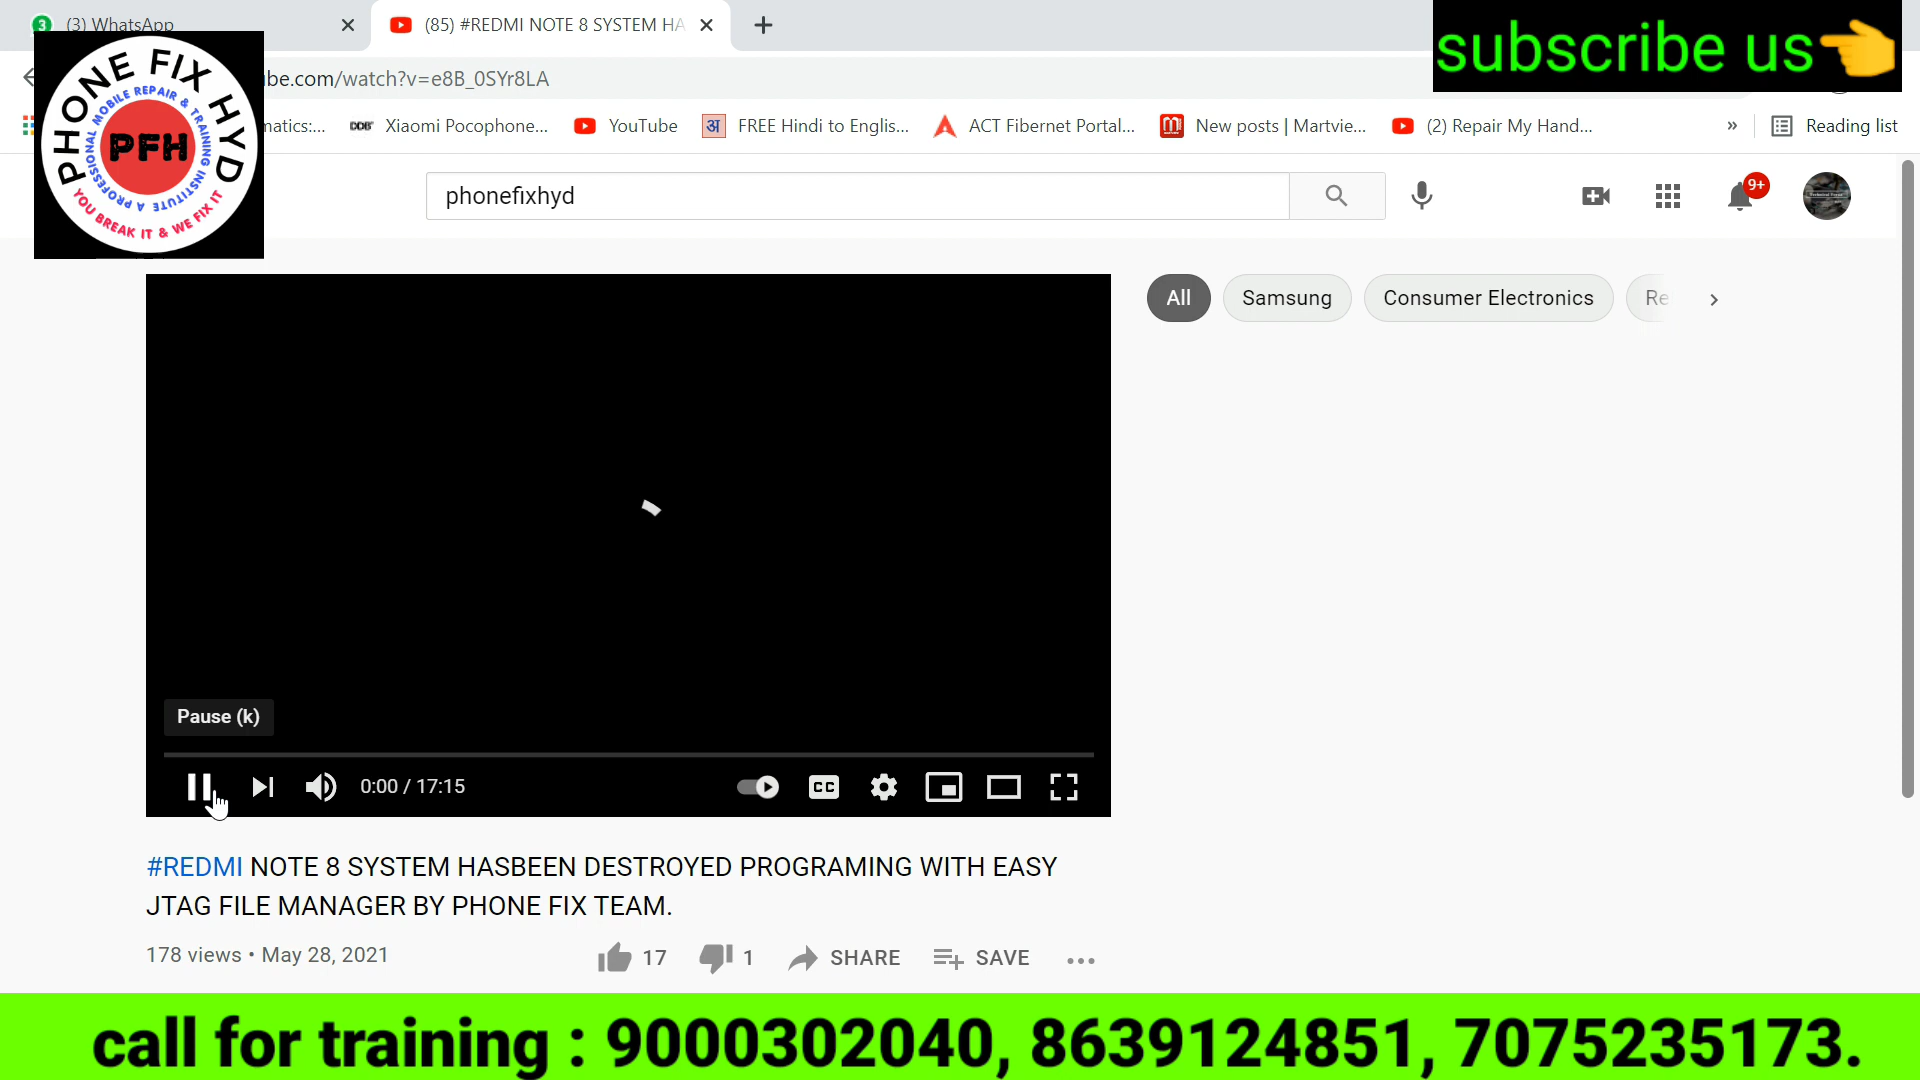 3 (3) WhatsApp
(85) #REDMI NOTE 8 SYSTEM HA
subscribe us
be.com/watch?v=e8B_0SYr8LA
PHONE FIX HYD
A PROFESSIONAL MOBILE REPAIR & TRAINING INSTITUTE
PFH
YOU BREAK IT & WE FIX IT
matics:...
DDB Xiaomi Pocophone...
YouTube
अ FREE Hindi to Englis...
ACT Fibernet Portal...
New posts | Martvie...
(2) Repair My Hand...
»
Reading list
phonefixhyd
9+
All
Samsung
Consumer Electronics
Re
Pause (k)
0:00 / 17:15
CC
#REDMI NOTE 8 SYSTEM HASBEEN DESTROYED PROGRAMING WITH EASY
JTAG FILE MANAGER BY PHONE FIX TEAM.
178 views • May 28, 2021
17
1
SHARE
SAVE
call for training : 9000302040, 8639124851, 7075235173.